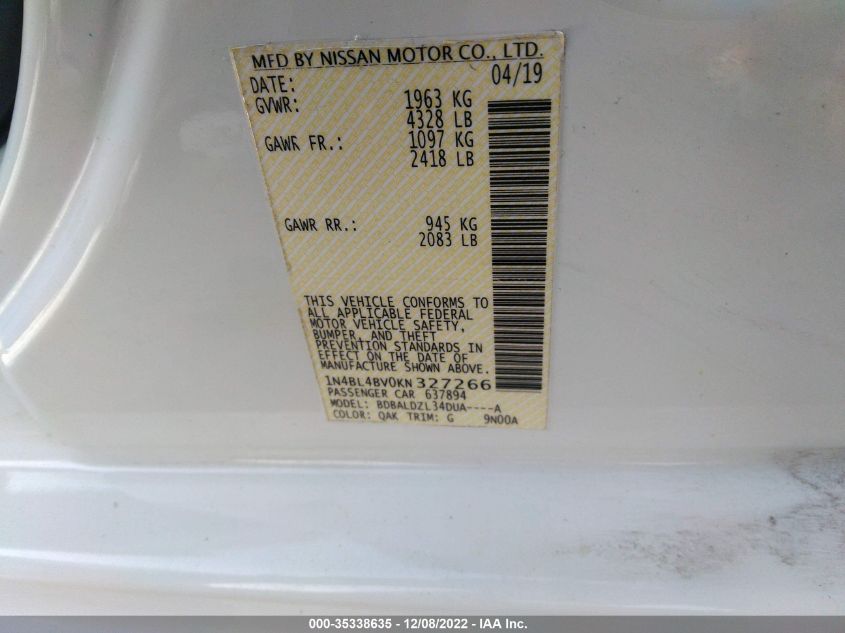 MFD BY NISSAN MOTOR CO., LTD.
DATE: 04/19
GVWR: 1963 KG
4328 LB
GAWR FR.: 1097 KG
2418 LB
GAWR RR.: 945 KG
2083 LB
THIS VEHICLE CONFORMS TO
ALL APPLICABLE FEDERAL
MOTOR VEHICLE SAFETY,
BUMPER, AND THEFT
PREVENTION STANDARDS IN
EFFECT ON THE DATE OF
MANUFACTURE SHOWN ABOVE.
1N4BL4BV0KN327266
PASSENGER CAR 637894
MODEL: BDBALDZL34DUA----A
COLOR: QAK TRIM: G 9N00A
000-35338635 - 12/08/2022 - IAA Inc.